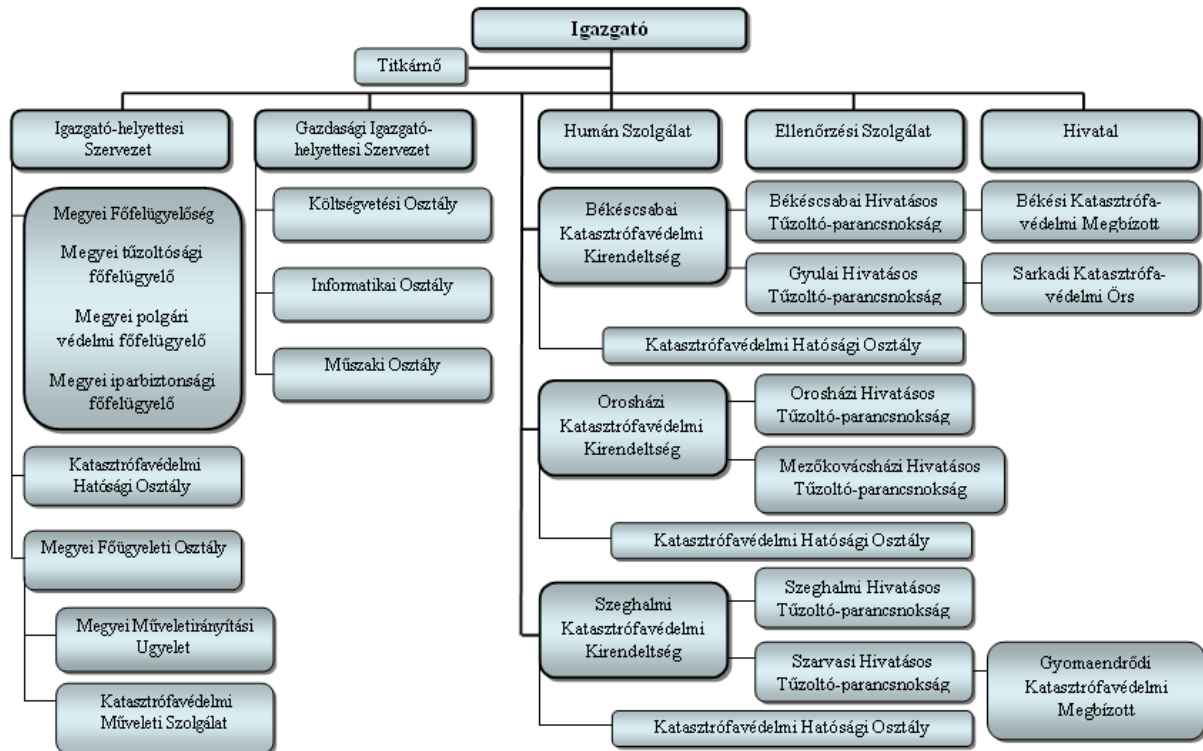 Igazgató
Titkárnő
Igazgató-helyettesi
Szervezet
Gazdasági Igazgató-
helyettesi Szervezet
Humán Szolgálat
Ellenőrzési Szolgálat
Hivatal
Megyei Főfelügyelőség
Megyei tűzoltósági
főfelügyelő
Megyei polgári
védelmi főfelügyelő
Megyei iparbiztonsági
főfelügyelő
Katasztrófavédelmi
Hatósági Osztály
Megyei Főügyeleti Osztály
Megyei Műveletirányítási
Ugyelet
Katasztrófavédelmi
Műveleti Szolgálat
Költségvetési Osztály
Informatikai Osztály
Műszaki Osztály
Békéscsabai
Katasztrófavédelmi
Kirendeltség
Békéscsabai Hivatásos
Tűzoltó-parancsnokság
Békési Katasztrófa-
védelmi Megbízott
Gyulai Hivatásos
Tűzoltó-parancsnokság
Sarkadi Katasztrófa-
védelmi Örs
Katasztrófavédelmi Hatósági Osztály
Orosházi
Katasztrófavédelmi
Kirendeltség
Orosházi Hivatásos
Tűzoltó-parancsnokság
Mezőkovácsházi Hivatásos
Tűzoltó-parancsnokság
Katasztrófavédelmi Hatósági Osztály
Szeghalmi
Katasztrófavédelmi
Kirendeltség
Szeghalmi Hivatásos
Tűzoltó-parancsnokság
Szarvasi Hivatásos
Tűzoltó-parancsnokság
Gyomaendrődi
Katasztrófavédelmi
Megbízott
Katasztrófavédelmi Hatósági Osztály